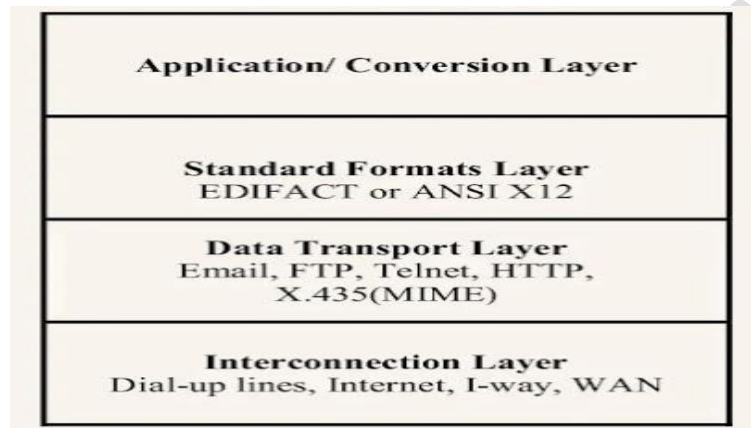 Application/ Conversion Layer
Standard Formats Layer
EDIFACT or ANSI X12
Data Transport Layer
Email, FTP, Telnet, HTTP,
X.435(MIME)
Interconnection Layer
Dial-up lines, Internet, I-way, WAN